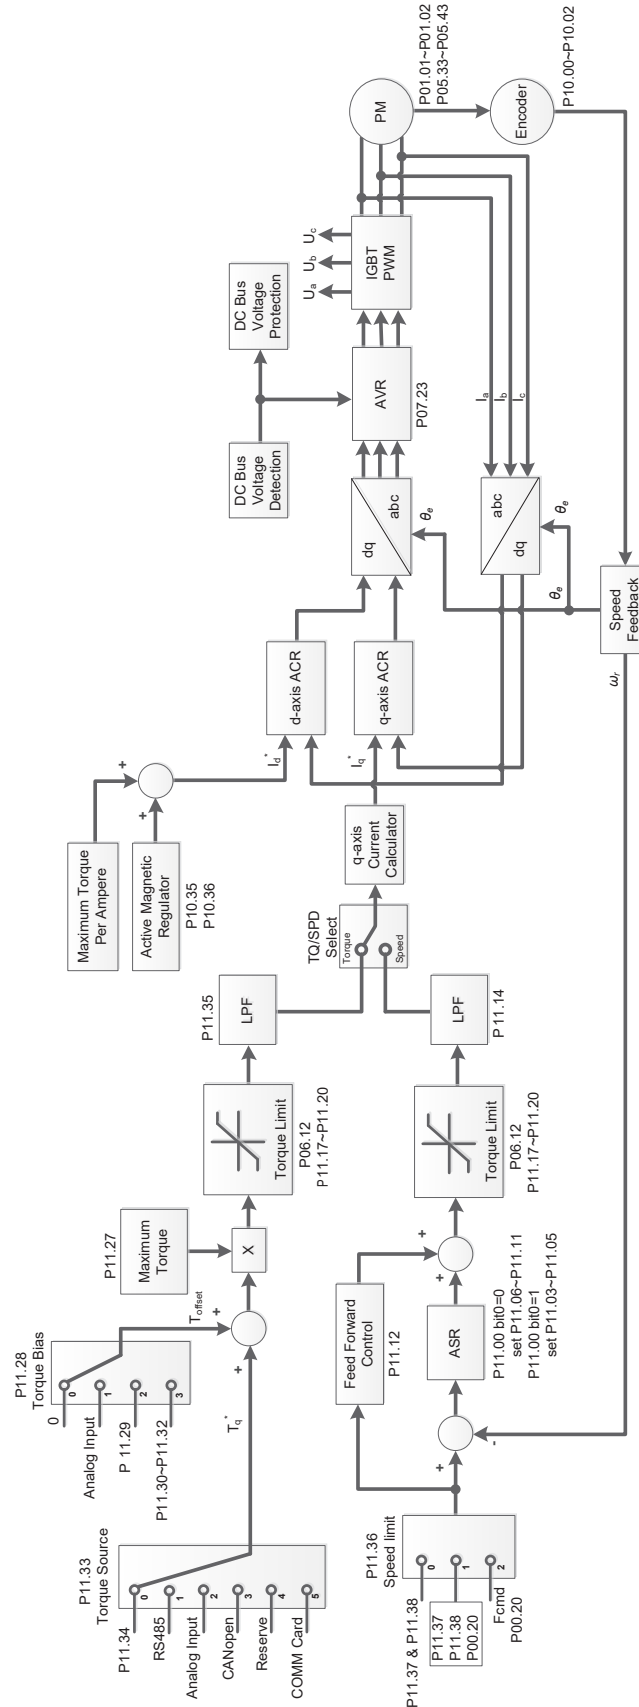 P11.33
Torque Source
P11.34
0
RS485
1
Analog Input
2
CANopen
3
Reserve
4
COMM Card
5
Tq*
+
P11.28
Torque Bias
0
0
Analog Input
1
P 11.29
2
P11.30~P11.32
3
Toffset
+
P11.27
Maximum
Torque
X
Torque Limit
P06.12
P11.17~P11.20
P11.35
LPF
P11.36
Speed limit
P11.37 & P11.38
0
P11.37
P11.38
P00.20
1
Fcmd
P00.20
2
+
-
Feed Forward
Control
P11.12
ASR
P11.00 bit0=0
set P11.06~P11.11
P11.00 bit0=1
set P11.03~P11.05
+
+
Torque Limit
P06.12
P11.17~P11.20
LPF
P 11.14
TQ/SPD
Select
Torque
Speed
q-axis
Current
Calculator
Maximum Torque
Per Ampere
Active Magnetic
Regulator
P10.35
P10.36
+
+
Id*
Iq*
d-axis ACR
q-axis ACR
dq
abc
θe
DC Bus
Voltage
Detection
DC Bus
Voltage
Protection
AVR
P07.23
IGBT
PWM
Ua
Ub
Uc
PM
P01.01~P01.02
P05.33~P05.43
Encoder
P10.00~P10.02
Ia
Ib
Ic
abc
dq
θe
θe
Speed
Feedback
ωr